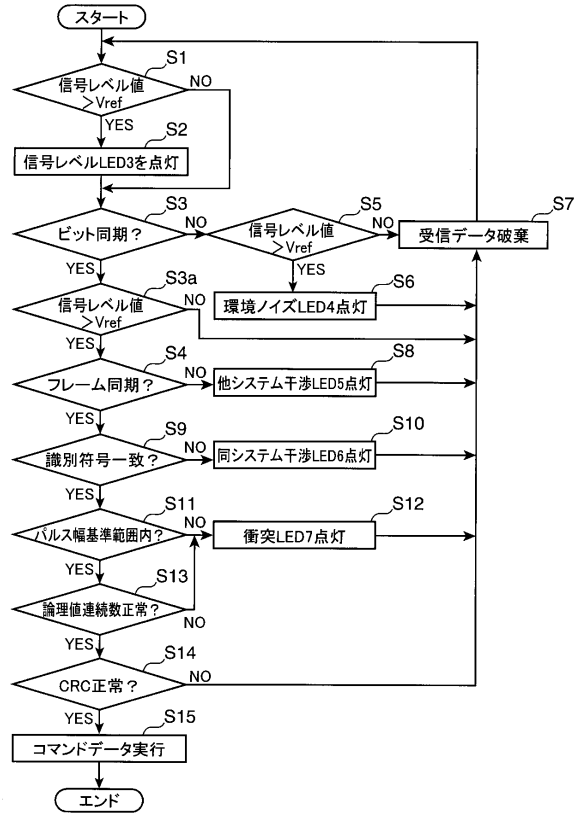 スタート
S1
信号レベル値
>Vref
NO
YES
S2
信号レベルLED3を点灯
S3
ビット同期？
NO
YES
S5
信号レベル値
>Vref
NO
YES
S7
受信データ破棄
S6
環境ノイズLED4点灯
S3a
信号レベル値
>Vref
NO
YES
S4
フレーム同期？
NO
YES
S8
他システム干渉LED5点灯
S9
識別符号一致？
NO
YES
S10
同システム干渉LED6点灯
S11
パルス幅基準範囲内？
NO
YES
S12
衝突LED7点灯
S13
論理値連続数正常？
NO
YES
S14
CRC正常？
NO
YES
S15
コマンドデータ実行
エンド